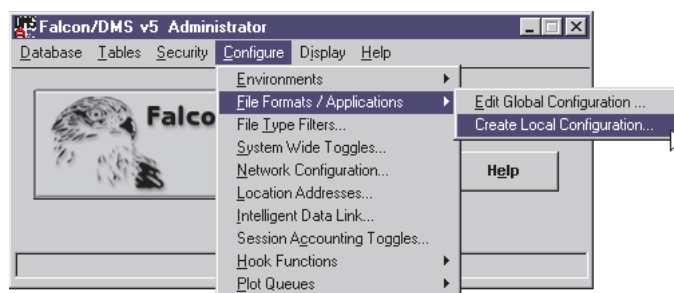 Falcon/DMS v5 Administrator
Database Tables Security Configure Display Help
Environments
File Formats / Applications
Edit Global Configuration ...
Create Local Configuration...
File Type Filters...
System Wide Toggles...
Network Configuration...
Location Addresses...
Intelligent Data Link...
Session Accounting Toggles...
Hook Functions
Plot Queues
Falco
Help